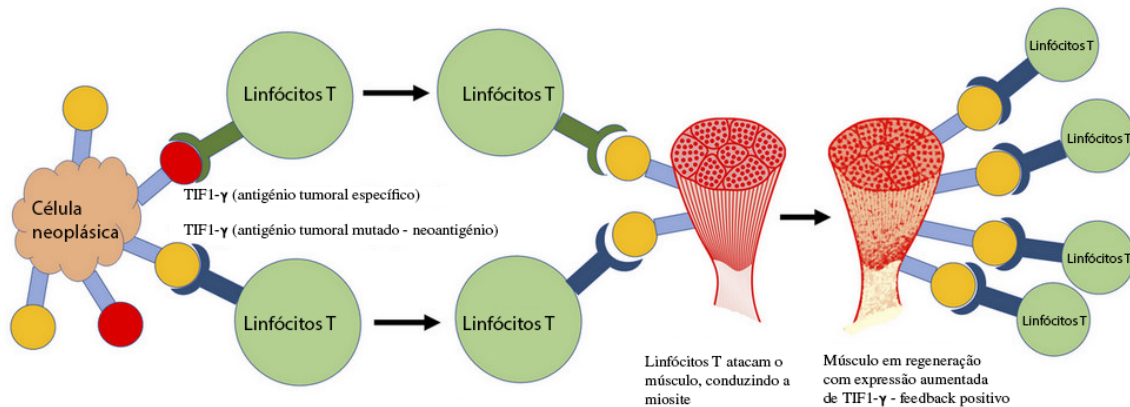 Célula
neoplásica
Linfócitos T
Linfócitos T
TIF1-γ (antigénio tumoral específico)
TIF1-γ (antigénio tumoral mutado - neoantigénio)
Linfócitos T
Linfócitos T
Linfócitos T atacam o
músculo, conduzindo a
miosite
Linfócitos T
Linfócitos T
Linfócitos T
Linfócitos T
Músculo em regeneração
com expressão aumentada
de TIF1-γ - feedback positivo